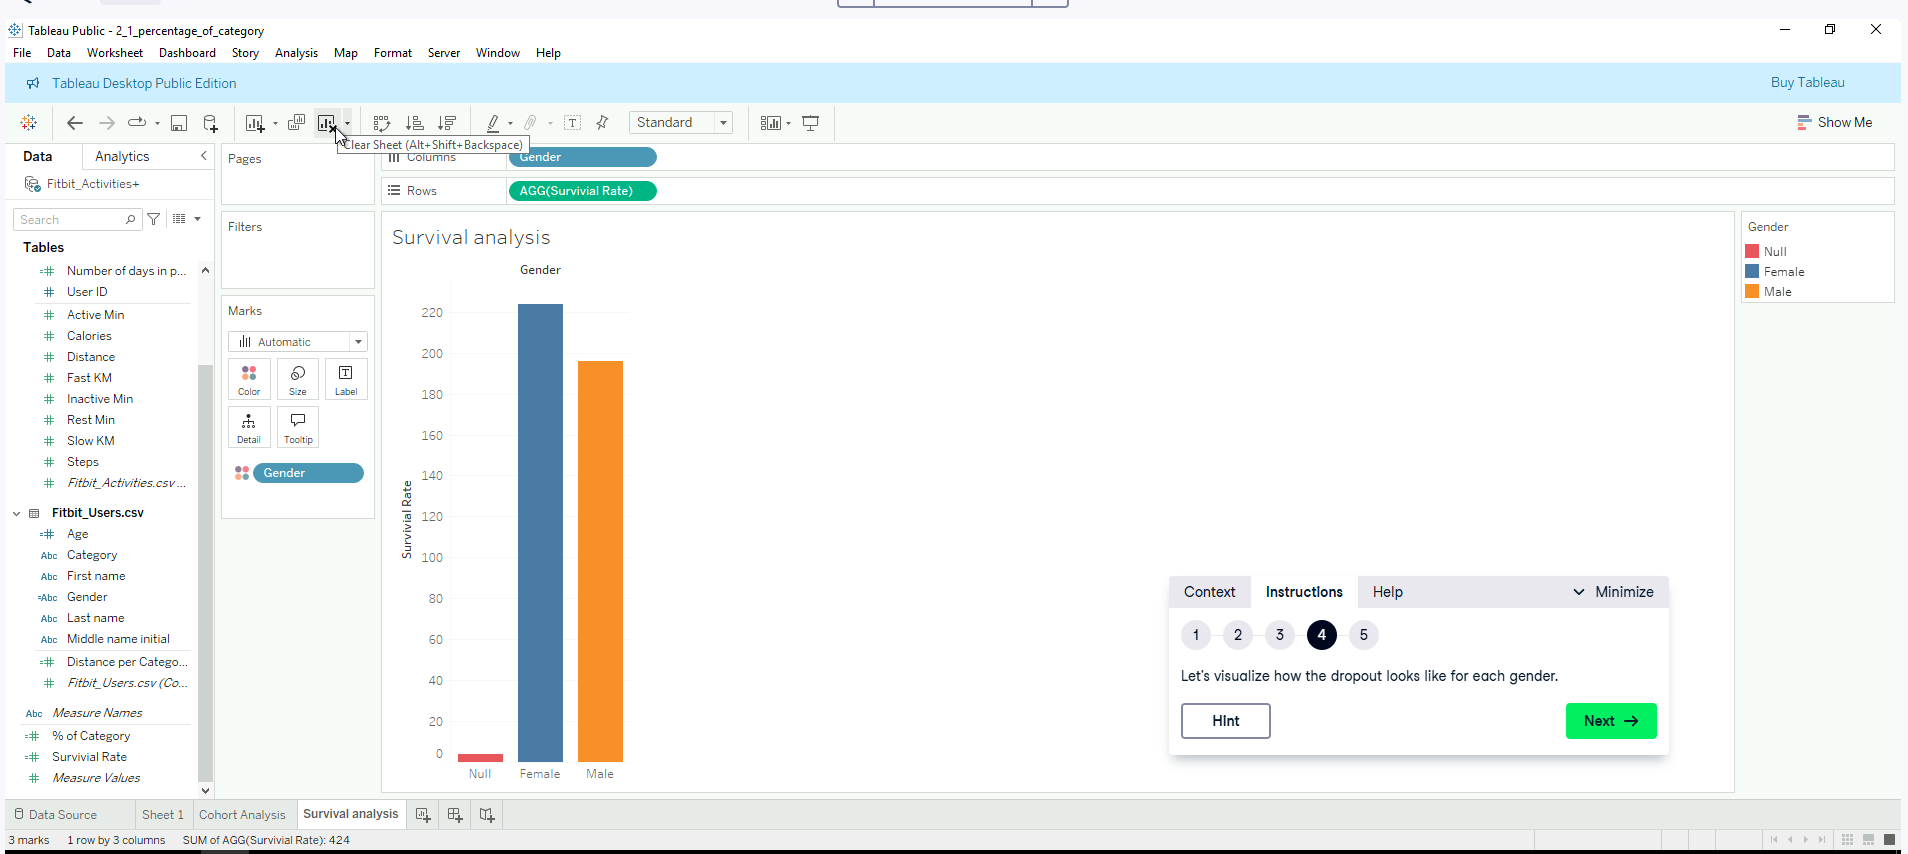 Tableau Public - 2_1_percentage_of_category
File Data Worksheet Dashboard Story Analysis Map Format Server Window Help
Tableau Desktop Public Edition
Buy Tableau
Standard
Show Me
Clear Sheet (Alt+Shift+Backspace)
Data
Analytics
Fitbit_Activities+
Search
Tables
Number of days in p...
User ID
Active Min
Calories
Distance
Fast KM
Inactive Min
Rest Min
Slow KM
Steps
Fitbit_Activities.csv ...
Fitbit_Users.csv
Age
Abc Category
Abc First name
=Abc Gender
Abc Last name
Abc Middle name initial
Distance per Catego...
Fitbit_Users.csv (Co...
Abc Measure Names
% of Category
Survivial Rate
Measure Values
Pages
Filters
Marks
Automatic
Color
Size
Label
Detail
Tooltip
Gender
Columns
Gender
Rows
AGG(Survivial Rate)
Survival analysis
Gender
220
200
180
160
140
120
100
80
60
40
20
0
Survivial Rate
Null
Female
Male
Gender
Null
Female
Male
Context
Instructions
Help
Minimize
1 2 3 4 5
Let's visualize how the dropout looks like for each gender.
Hint
Next
Data Source
Sheet 1
Cohort Analysis
Survival analysis
3 marks
1 row by 3 columns
SUM of AGG(Survivial Rate): 424